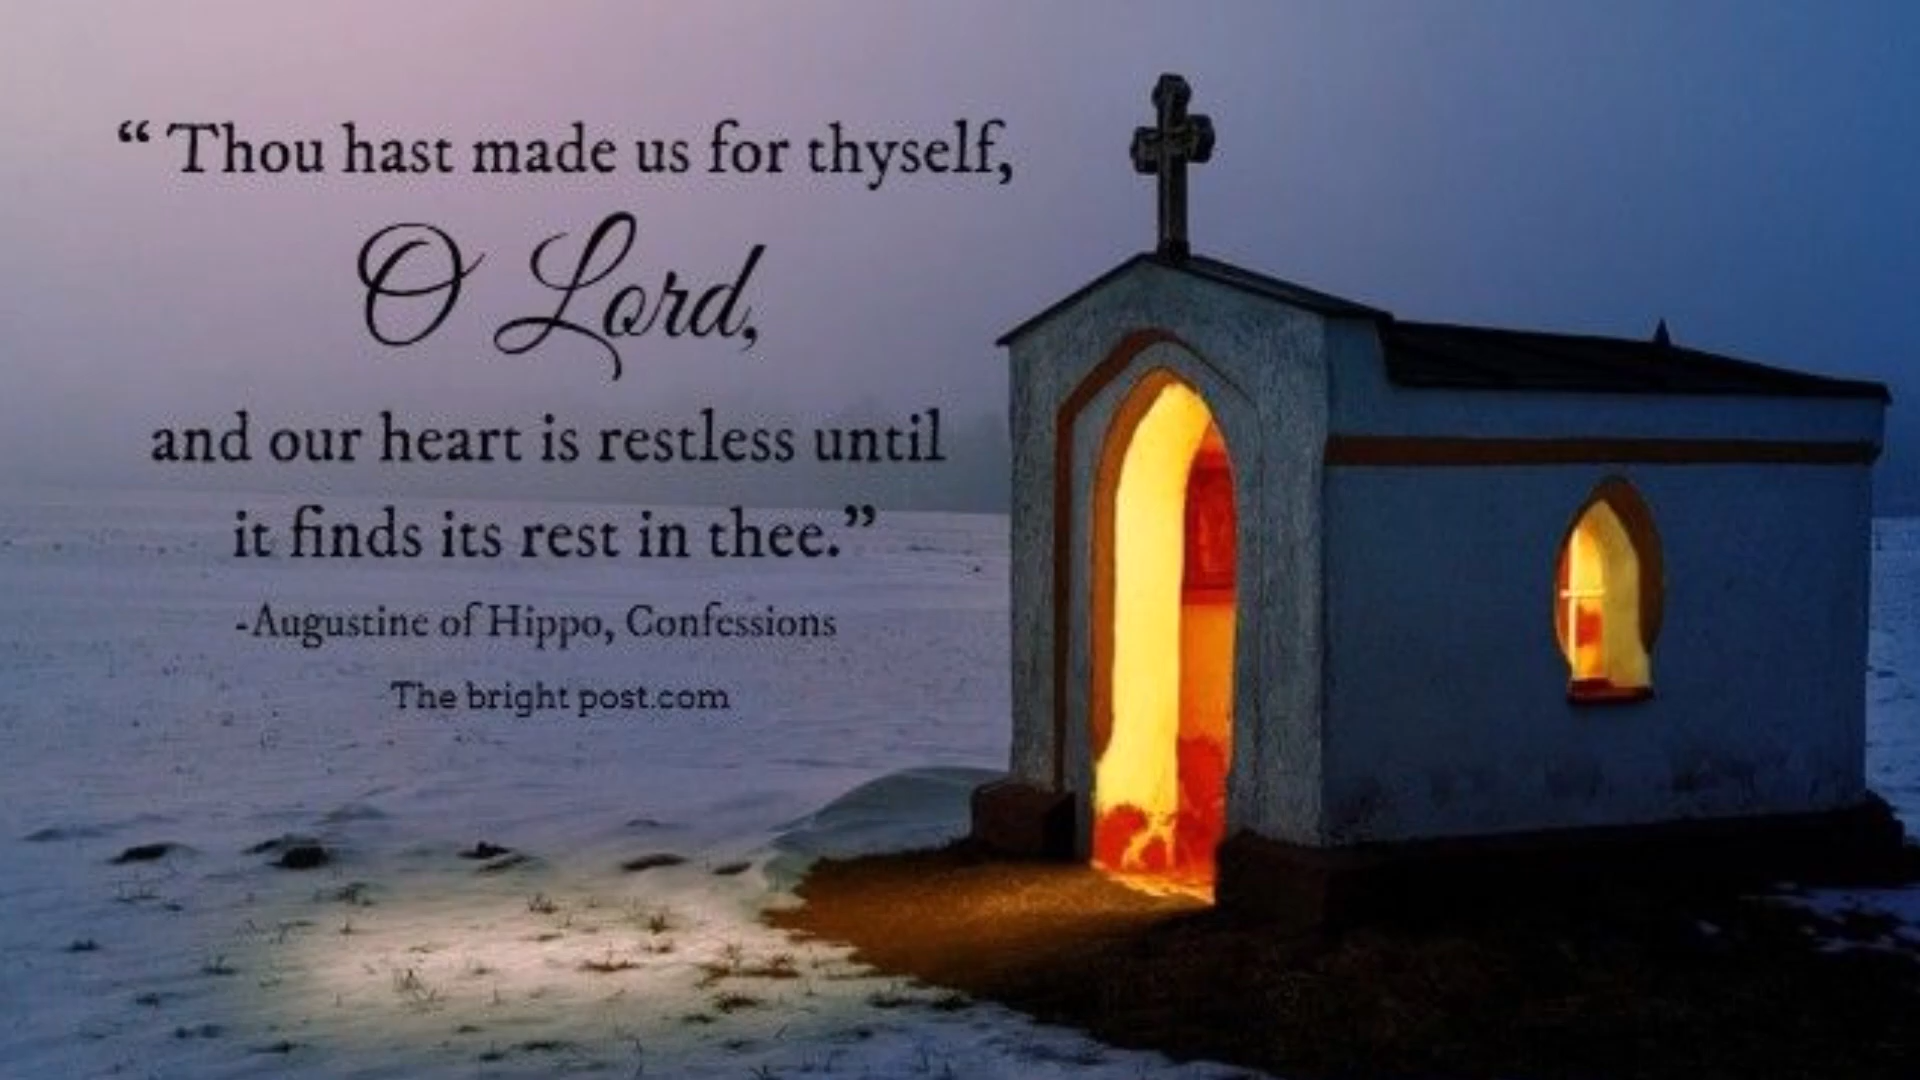 “Thou hast made us for thyself,
O Lord,
and our heart is restless until
it finds its rest in thee.”
-Augustine of Hippo, Confessions
The bright post.com